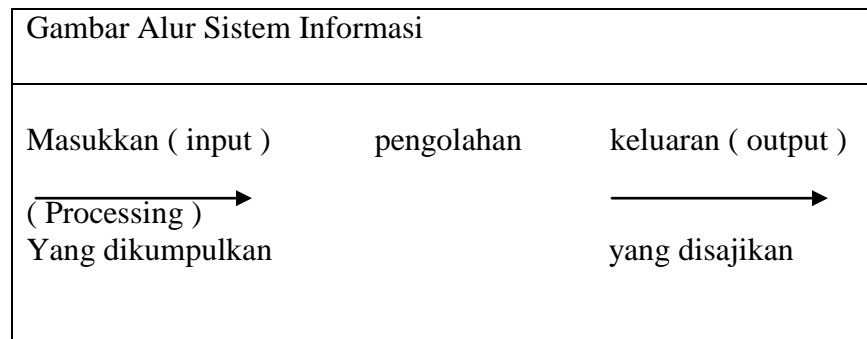 Gambar Alur Sistem Informasi
Masukkan ( input ) pengolahan keluaran ( output )
( Processing )
Yang dikumpulkan yang disajikan